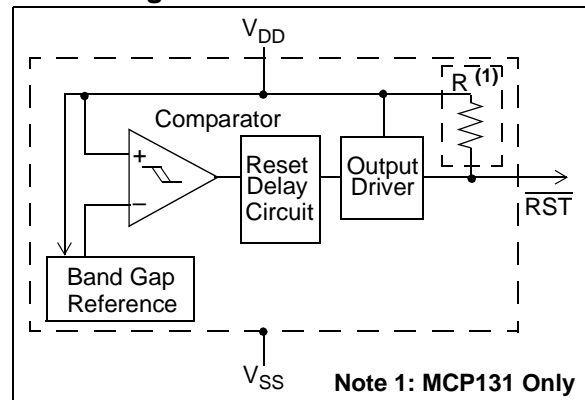 V_DD
R (1)
Comparator
+
−
Reset
Delay
Circuit
Output
Driver
RST
Band Gap
Reference
V_SS
Note 1: MCP131 Only